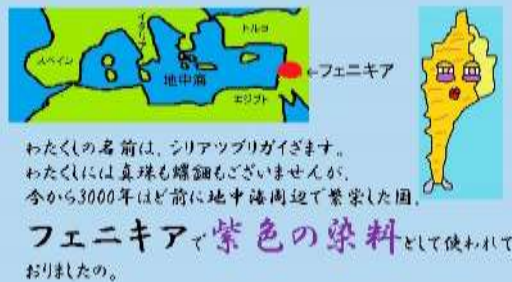 イタリア
トルコ
スペイン
地中海
←フェニキア
エジプト
わたくしの名前は、シリアツブリガイざます。
わたくしには真珠も螺鈿もございませんが、
今から3000年ほど前に地中海周辺で繁栄した国、
フェニキアで紫色の染料として使われて
おりましたの。